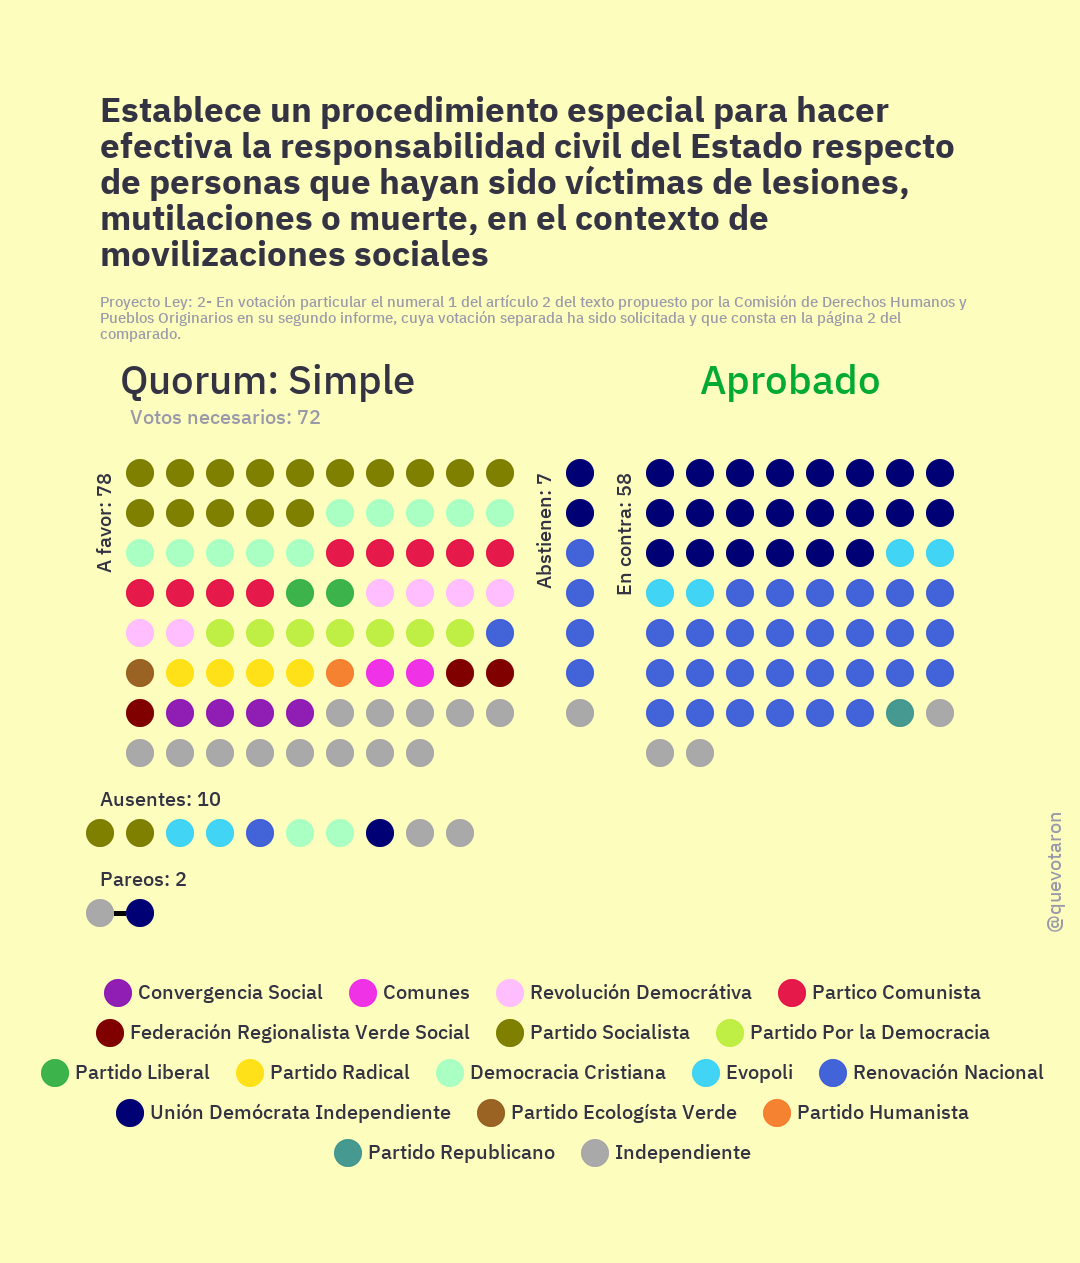 Establece un procedimiento especial para hacer
efectiva la responsabilidad civil del Estado respecto
de personas que hayan sido víctimas de lesiones,
mutilaciones o muerte, en el contexto de
movilizaciones sociales
Proyecto Ley: 2- En votación particular el numeral 1 del artículo 2 del texto propuesto por la Comisión de Derechos Humanos y
Pueblos Originarios en su segundo informe, cuya votación separada ha sido solicitada y que consta en la página 2 del
comparado.
Quorum: Simple
Aprobado
Votos necesarios: 72
A favor: 78
Abstienen: 7
En contra: 58
Ausentes: 10
Pareos: 2
@quevotaron
Convergencia Social Comunes Revolución Democrátiva Partico Comunista
Federación Regionalista Verde Social Partido Socialista Partido Por la Democracia
Partido Liberal Partido Radical Democracia Cristiana Evopoli Renovación Nacional
Unión Demócrata Independiente Partido Ecologísta Verde Partido Humanista
Partido Republicano Independiente